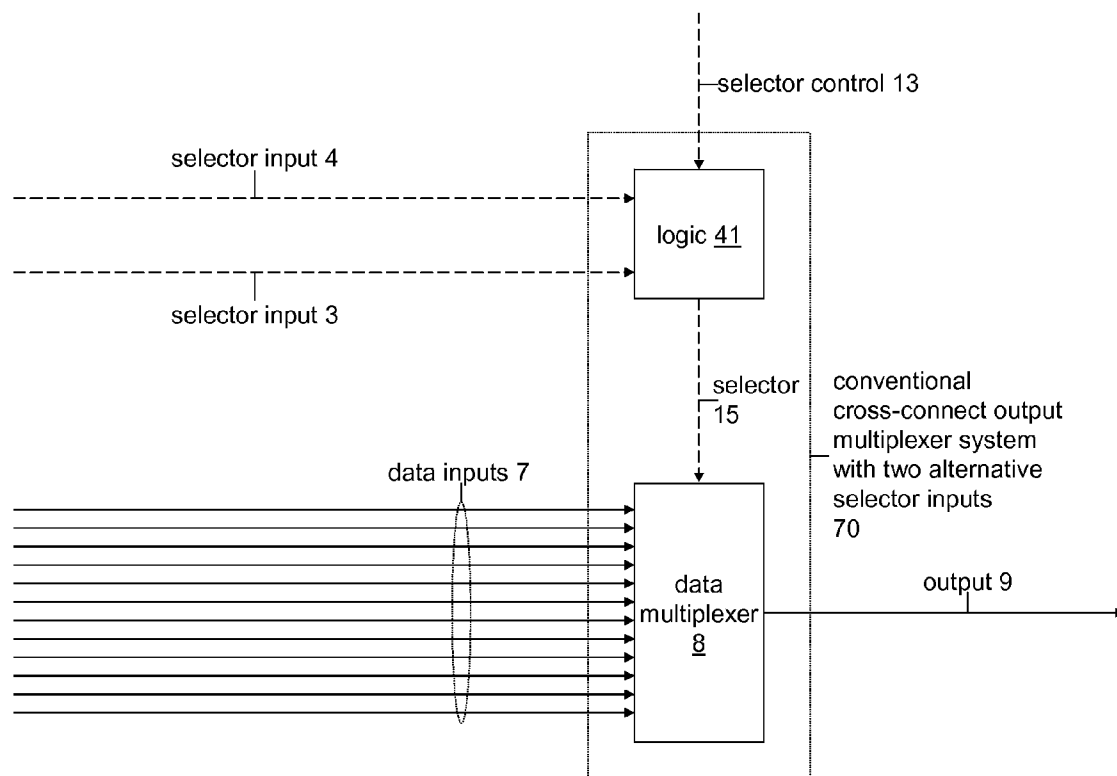 selector control 13
selector input 4
logic 41
selector input 3
selector
15
conventional
cross-connect output
multiplexer system
with two alternative
selector inputs
70
data inputs 7
data
multiplexer
8
output 9